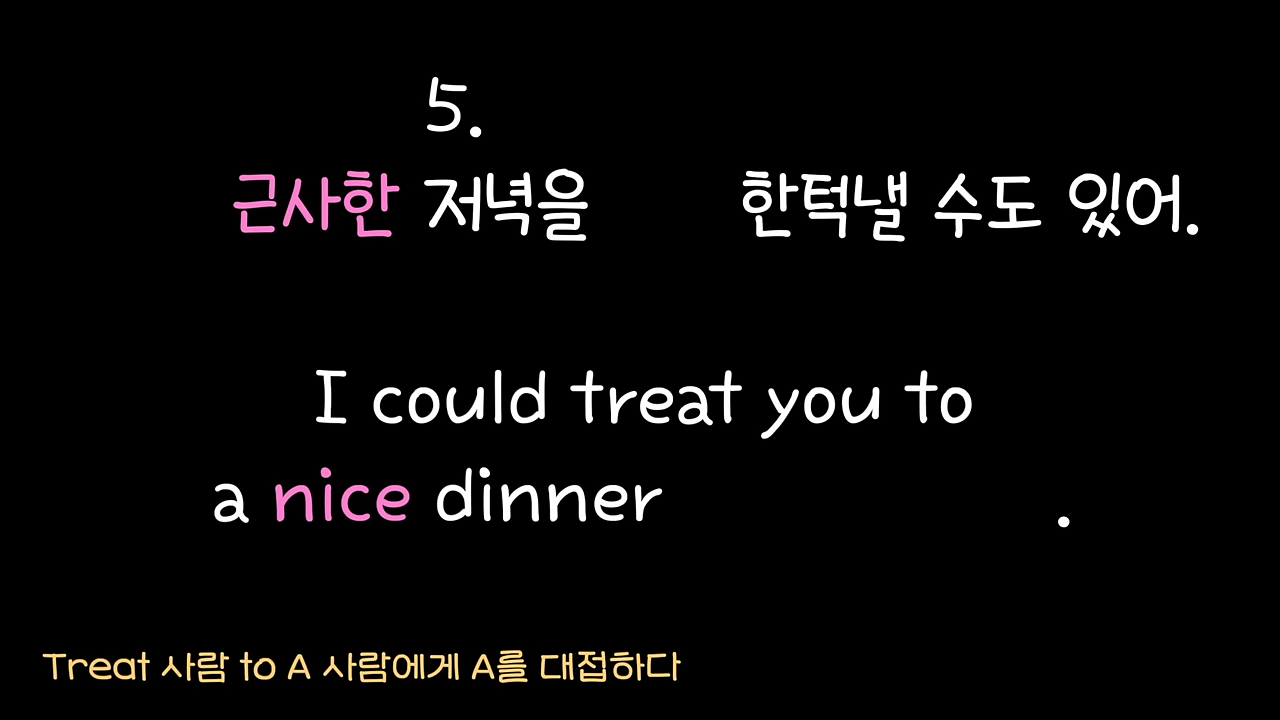 5.
근사한 저녁을 한턱낼 수도 있어.
I could treat you to
a nice dinner .
Treat 사람 to A 사람에게 A를 대접하다